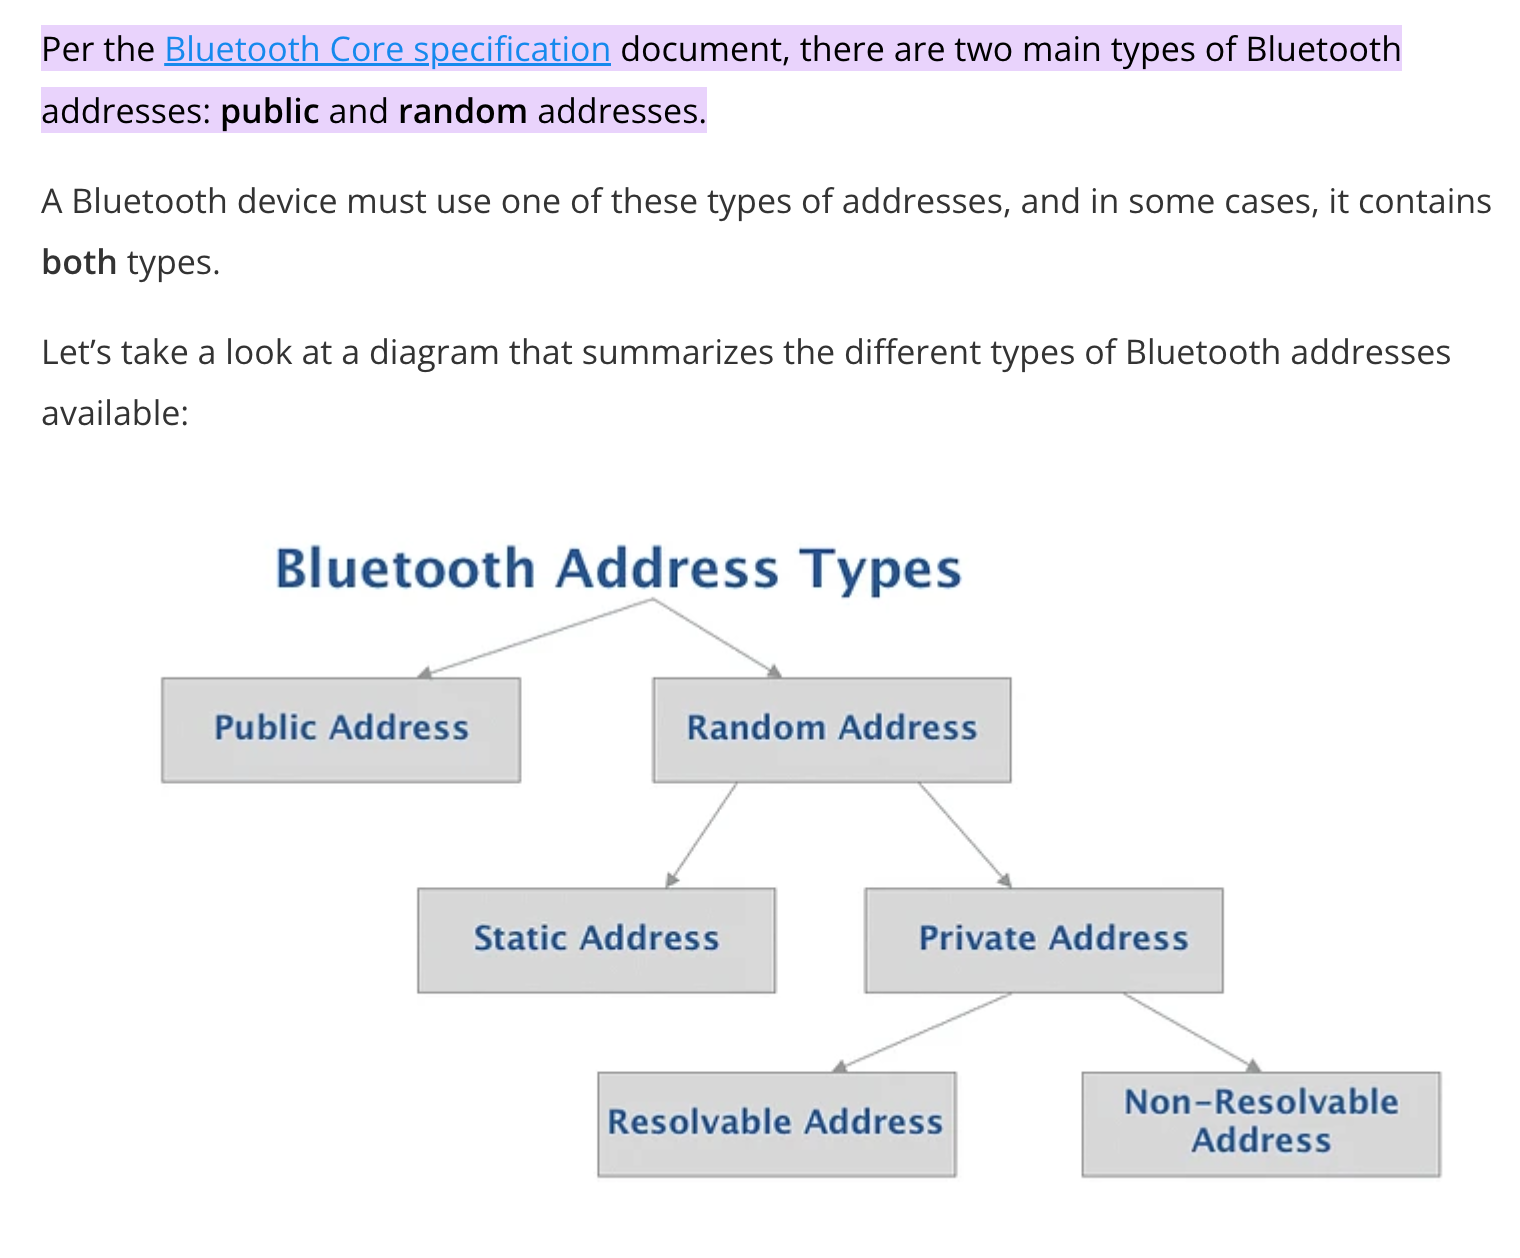 Per the Bluetooth Core specification document, there are two main types of Bluetooth
addresses: public and random addresses.
A Bluetooth device must use one of these types of addresses, and in some cases, it contains
both types.
Let’s take a look at a diagram that summarizes the different types of Bluetooth addresses
available:
Bluetooth Address Types
Public Address
Random Address
Static Address
Private Address
Resolvable Address
Non-Resolvable
Address